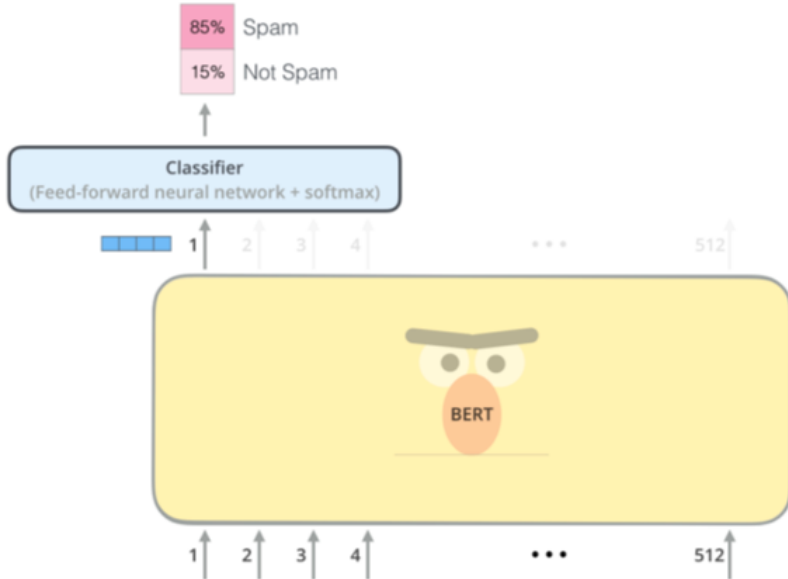 85% Spam
15% Not Spam
Classifier
(Feed-forward neural network + softmax)
1 2 3 4 ••• 512
BERT
1 2 3 4 ••• 512